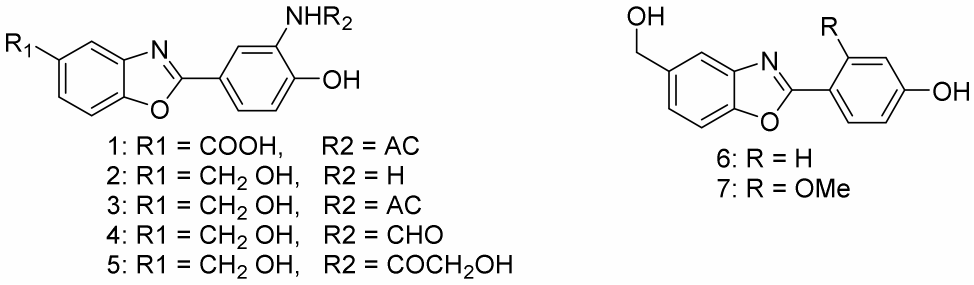 R1
N
O
NHR2
OH
1: R1 = COOH, R2 = AC
2: R1 = CH2 OH, R2 = H
3: R1 = CH2 OH, R2 = AC
4: R1 = CH2 OH, R2 = CHO
5: R1 = CH2 OH, R2 = COCH2OH
OH
R
N
O
OH
6: R = H
7: R = OMe